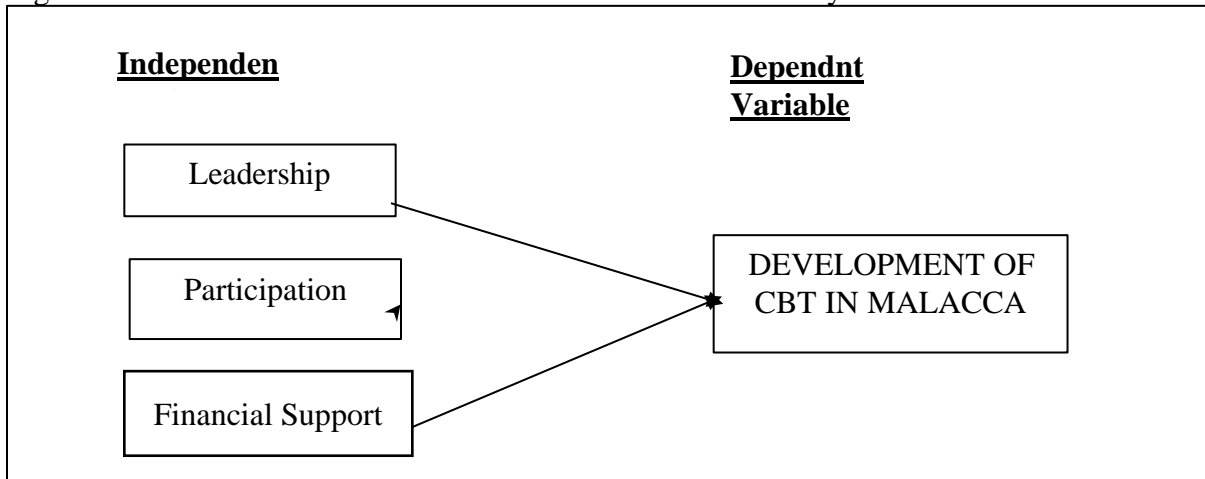 Independen
Dependnt
Variable
Leadership
Participation
Financial Support
DEVELOPMENT OF
CBT IN MALACCA